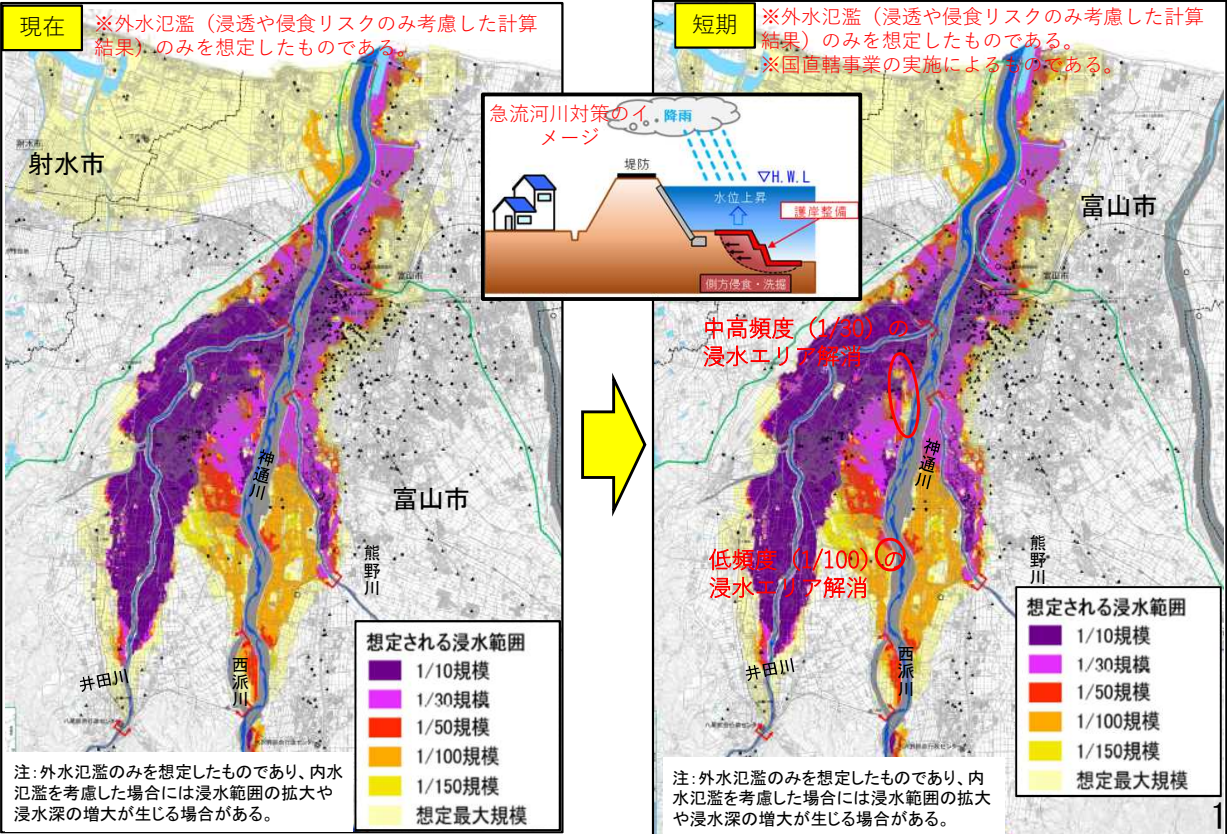 現在
※外水氾濫（浸透や侵食リスクのみ考慮した計算
結果）のみを想定したものである。
射水市
射水市
富山市
神通川
富山市
熊野川
井田川
西派川
想定される浸水範囲
1/10規模
1/30規模
1/50規模
1/100規模
1/150規模
想定最大規模
注：外水氾濫のみを想定したものであり、内水
氾濫を考慮した場合には浸水範囲の拡大や
浸水深の増大が生じる場合がある。
急流河川対策のイ
メージ
降雨
堤防
▽H.W.L
水位上昇
護岸整備
側方侵食・洗掘
短期
※外水氾濫（浸透や侵食リスクのみ考慮した計算
結果）のみを想定したものである。
※国直轄事業の実施によるものである。
富山市
富山市
中高頻度（1/30）の
浸水エリア解消
神通川
低頻度（1/100）の
浸水エリア解消
熊野川
井田川
西派川
想定される浸水範囲
1/10規模
1/30規模
1/50規模
1/100規模
1/150規模
想定最大規模
注：外水氾濫のみを想定したものであり、内
水氾濫を考慮した場合には浸水範囲の拡大
や浸水深の増大が生じる場合がある。
1